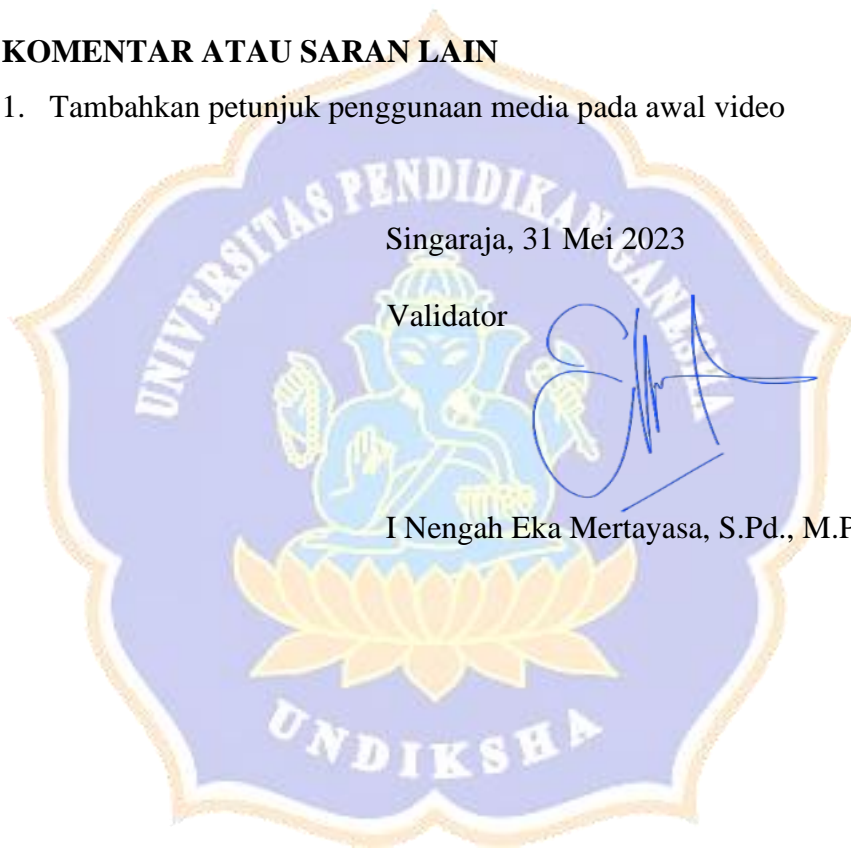 KOMENTAR ATAU SARAN LAIN
1. Tambahkan petunjuk penggunaan media pada awal video
UNIVERSITAS PENDIDIKAN GANESHA
Singaraja, 31 Mei 2023
Validator
I Nengah Eka Mertayasa, S.Pd., M.P
UNDIKSHA